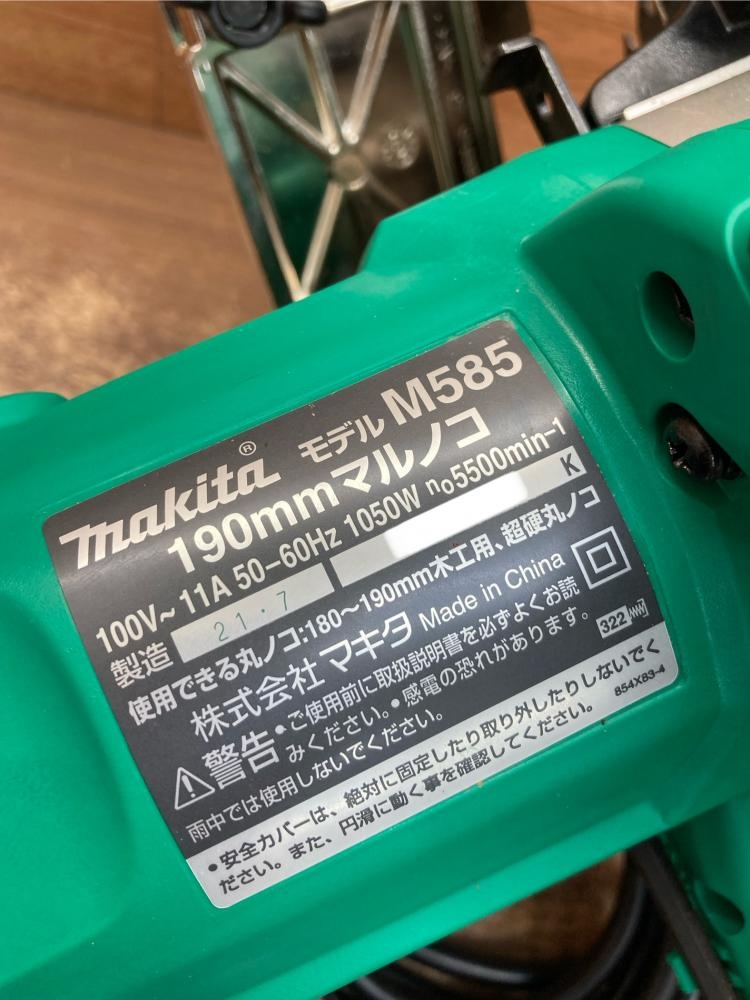 makita® モデル M585
190mmマルノコ
100V～ 11A 50-60Hz 1050W n₀5500min-1
製造 21・7 K
使用できる丸ノコ:180～190mm木工用、超硬丸ノコ
株式会社 マキタ Made in China
警告 • ご使用前に取扱説明書を必ずよくお読
みください。• 感電の恐れがあります。
雨中では使用しないでください。
322
854X83-4
• 安全カバーは、絶対に固定したり取り外したりしないでく
ださい。また、円滑に動く事を確認してください。